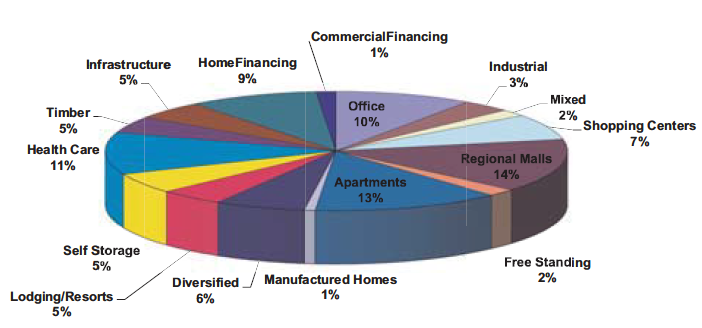 CommercialFinancing
1%
HomeFinancing
9%
Infrastructure
5%
Industrial
3%
Office
10%
Mixed
2%
Timber
5%
Shopping Centers
7%
Health Care
11%
Regional Malls
14%
Apartments
13%
Self Storage
5%
Free Standing
2%
Manufactured Homes
1%
Diversified
6%
Lodging/Resorts
5%